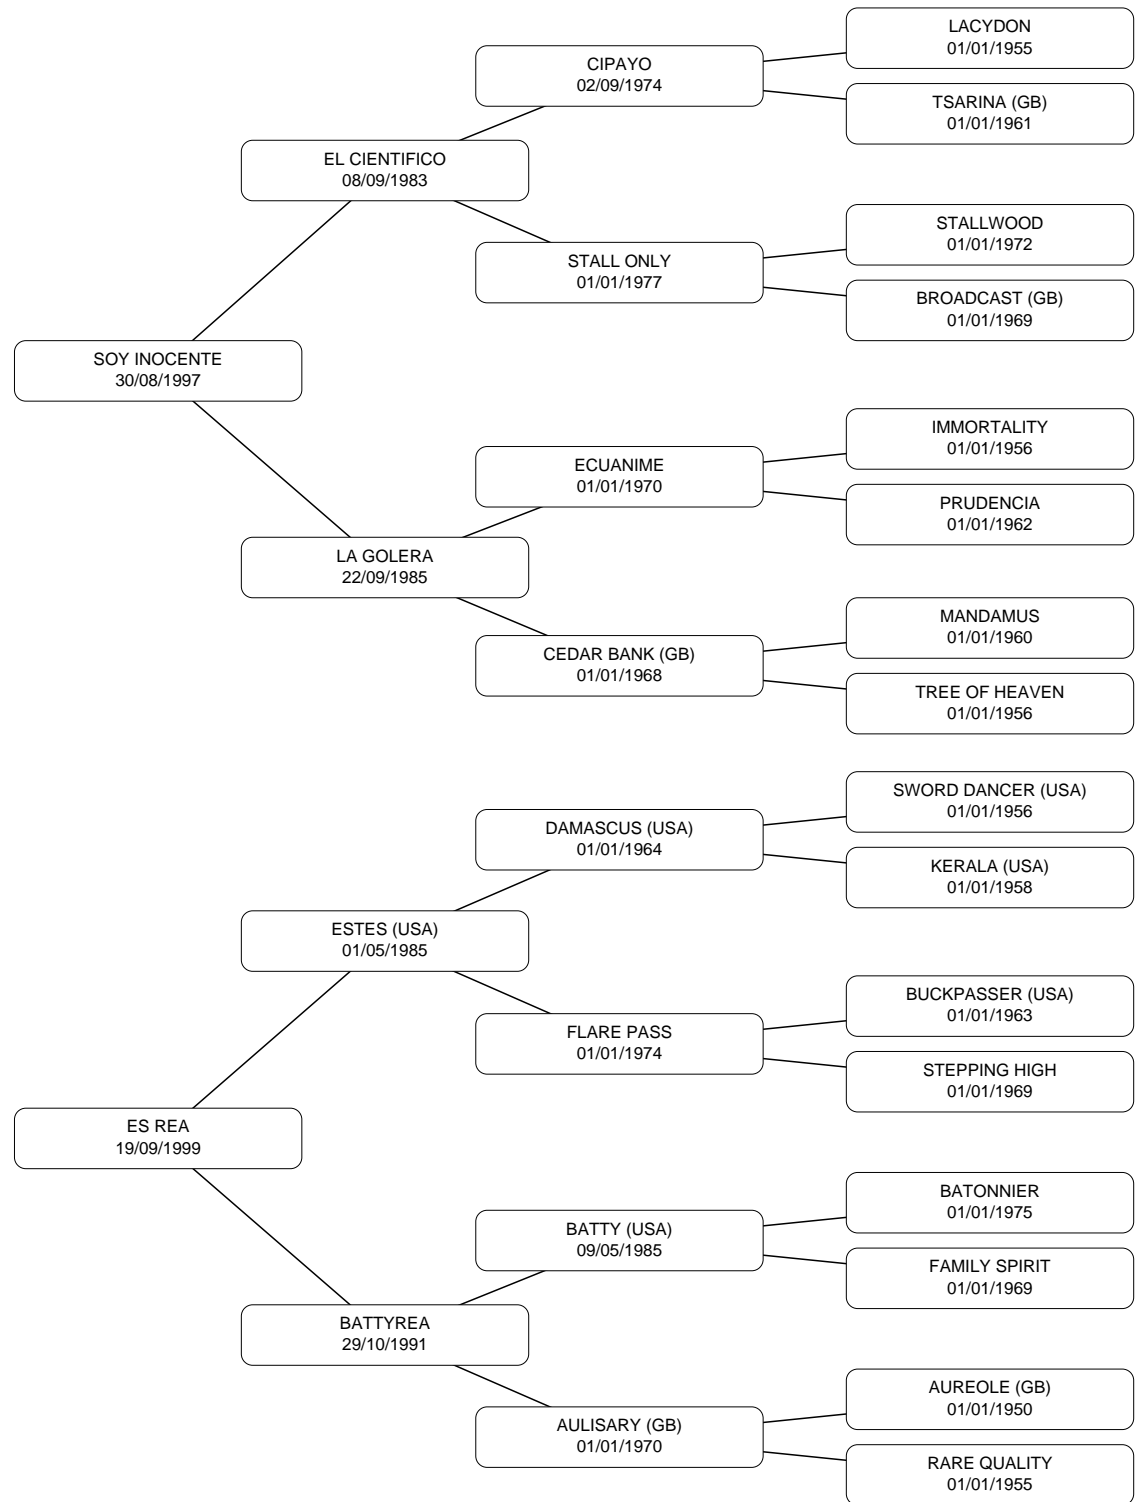 LACYDON
01/01/1955
CIPAYO
02/09/1974
TSARINA (GB)
01/01/1961
EL CIENTIFICO
08/09/1983
STALLWOOD
01/01/1972
STALL ONLY
01/01/1977
BROADCAST (GB)
01/01/1969
SOY INOCENTE
30/08/1997
IMMORTALITY
01/01/1956
ECUANIME
01/01/1970
PRUDENCIA
01/01/1962
LA GOLERA
22/09/1985
MANDAMUS
01/01/1960
CEDAR BANK (GB)
01/01/1968
TREE OF HEAVEN
01/01/1956
SWORD DANCER (USA)
01/01/1956
DAMASCUS (USA)
01/01/1964
KERALA (USA)
01/01/1958
ESTES (USA)
01/05/1985
BUCKPASSER (USA)
01/01/1963
FLARE PASS
01/01/1974
STEPPING HIGH
01/01/1969
ES REA
19/09/1999
BATONNIER
01/01/1975
BATTY (USA)
09/05/1985
FAMILY SPIRIT
01/01/1969
BATTYREA
29/10/1991
AUREOLE (GB)
01/01/1950
AULISARY (GB)
01/01/1970
RARE QUALITY
01/01/1955